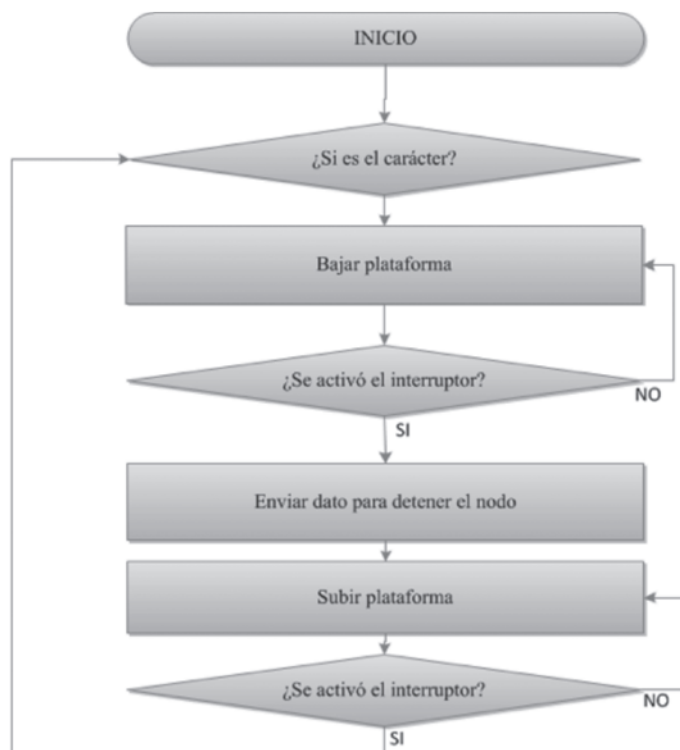 INICIO
¿Si es el carácter?
Bajar plataforma
¿Se activó el interruptor?
NO
SI
Enviar dato para detener el nodo
Subir plataforma
¿Se activó el interruptor?
NO
SI